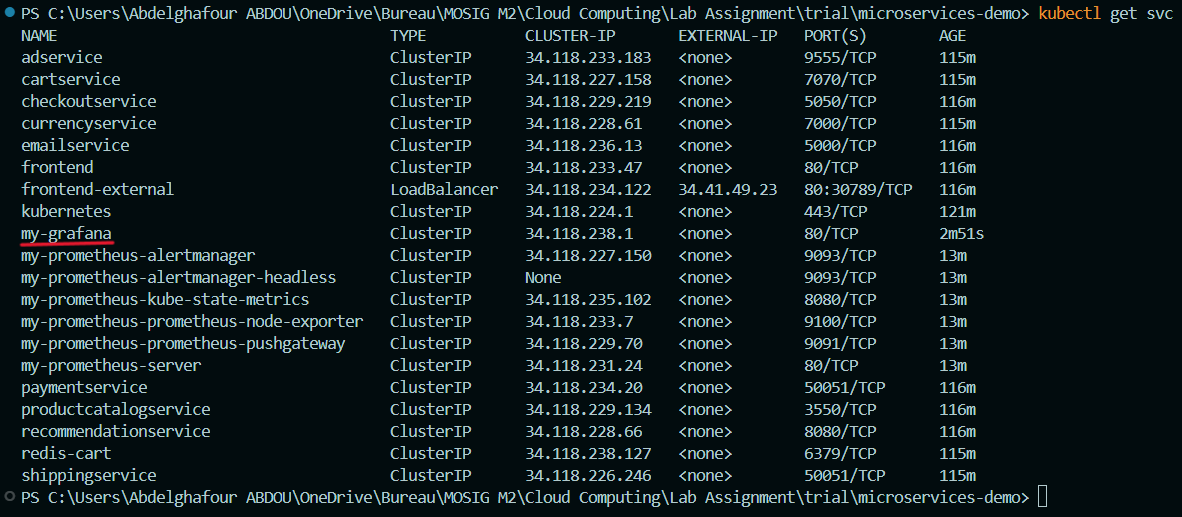 PS C:\Users\Abdelghafour ABDOU\OneDrive\Bureau\MOSIG M2\Cloud Computing\Lab Assignment\trial\microservices-demo> kubectl get svc
NAME TYPE CLUSTER-IP EXTERNAL-IP PORT(S) AGE
adservice ClusterIP 34.118.233.183 <none> 9555/TCP 115m
cartservice ClusterIP 34.118.227.158 <none> 7070/TCP 115m
checkoutservice ClusterIP 34.118.229.219 <none> 5050/TCP 116m
currencyservice ClusterIP 34.118.228.61 <none> 7000/TCP 115m
emailservice ClusterIP 34.118.236.13 <none> 5000/TCP 116m
frontend ClusterIP 34.118.233.47 <none> 80/TCP 116m
frontend-external LoadBalancer 34.118.234.122 34.41.49.23 80:30789/TCP 116m
kubernetes ClusterIP 34.118.224.1 <none> 443/TCP 121m
my-grafana ClusterIP 34.118.238.1 <none> 80/TCP 2m51s
my-prometheus-alertmanager ClusterIP 34.118.227.150 <none> 9093/TCP 13m
my-prometheus-alertmanager-headless ClusterIP None <none> 9093/TCP 13m
my-prometheus-kube-state-metrics ClusterIP 34.118.235.102 <none> 8080/TCP 13m
my-prometheus-prometheus-node-exporter ClusterIP 34.118.233.7 <none> 9100/TCP 13m
my-prometheus-prometheus-pushgateway ClusterIP 34.118.229.70 <none> 9091/TCP 13m
my-prometheus-server ClusterIP 34.118.231.24 <none> 80/TCP 13m
paymentservice ClusterIP 34.118.234.20 <none> 50051/TCP 116m
productcatalogservice ClusterIP 34.118.229.134 <none> 3550/TCP 116m
recommendationservice ClusterIP 34.118.228.66 <none> 8080/TCP 116m
redis-cart ClusterIP 34.118.238.127 <none> 6379/TCP 115m
shippingservice ClusterIP 34.118.226.246 <none> 50051/TCP 115m
PS C:\Users\Abdelghafour ABDOU\OneDrive\Bureau\MOSIG M2\Cloud Computing\Lab Assignment\trial\microservices-demo>